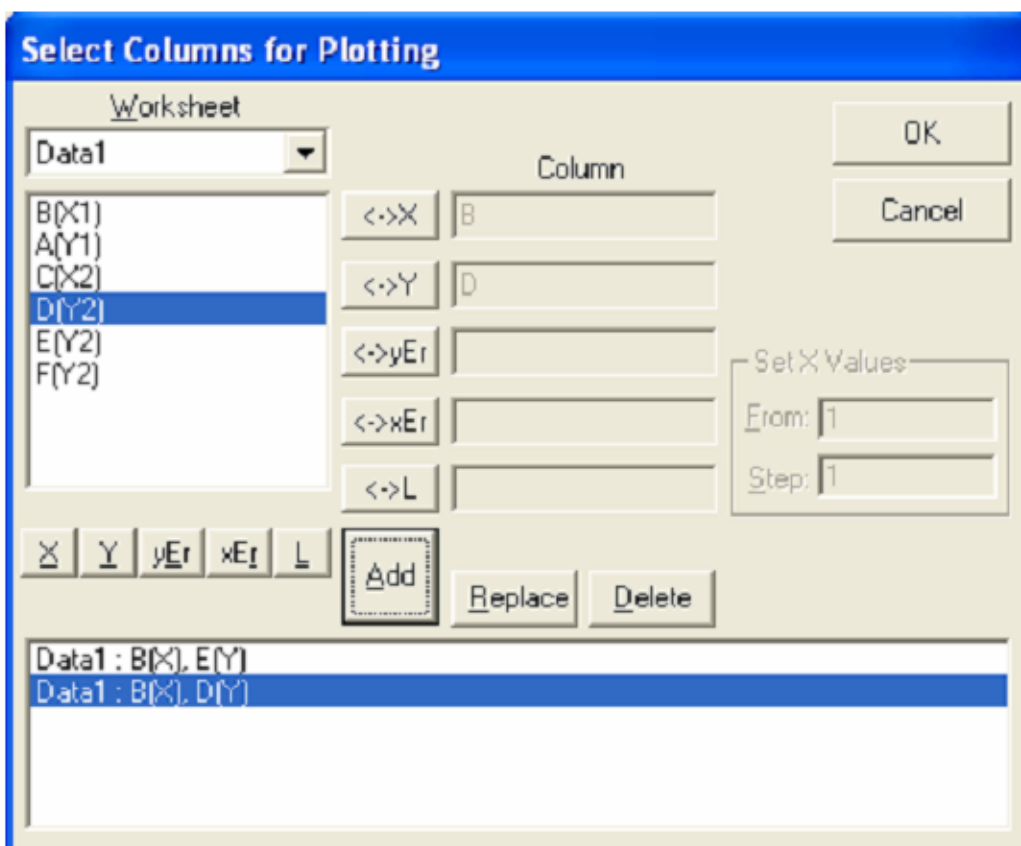 Select Columns for Plotting
Worksheet
Data1
B(X1)
A(Y1)
C(X2)
D(Y2)
E(Y2)
F(Y2)
X Y yEr xEr L
Column
<->X B
<->Y D
<->yEr
<->xEr
<->L
Add
Replace Delete
OK
Cancel
Set X Values
From: 1
Step: 1
Data1 : B(X), E(Y)
Data1 : B(X), D(Y)